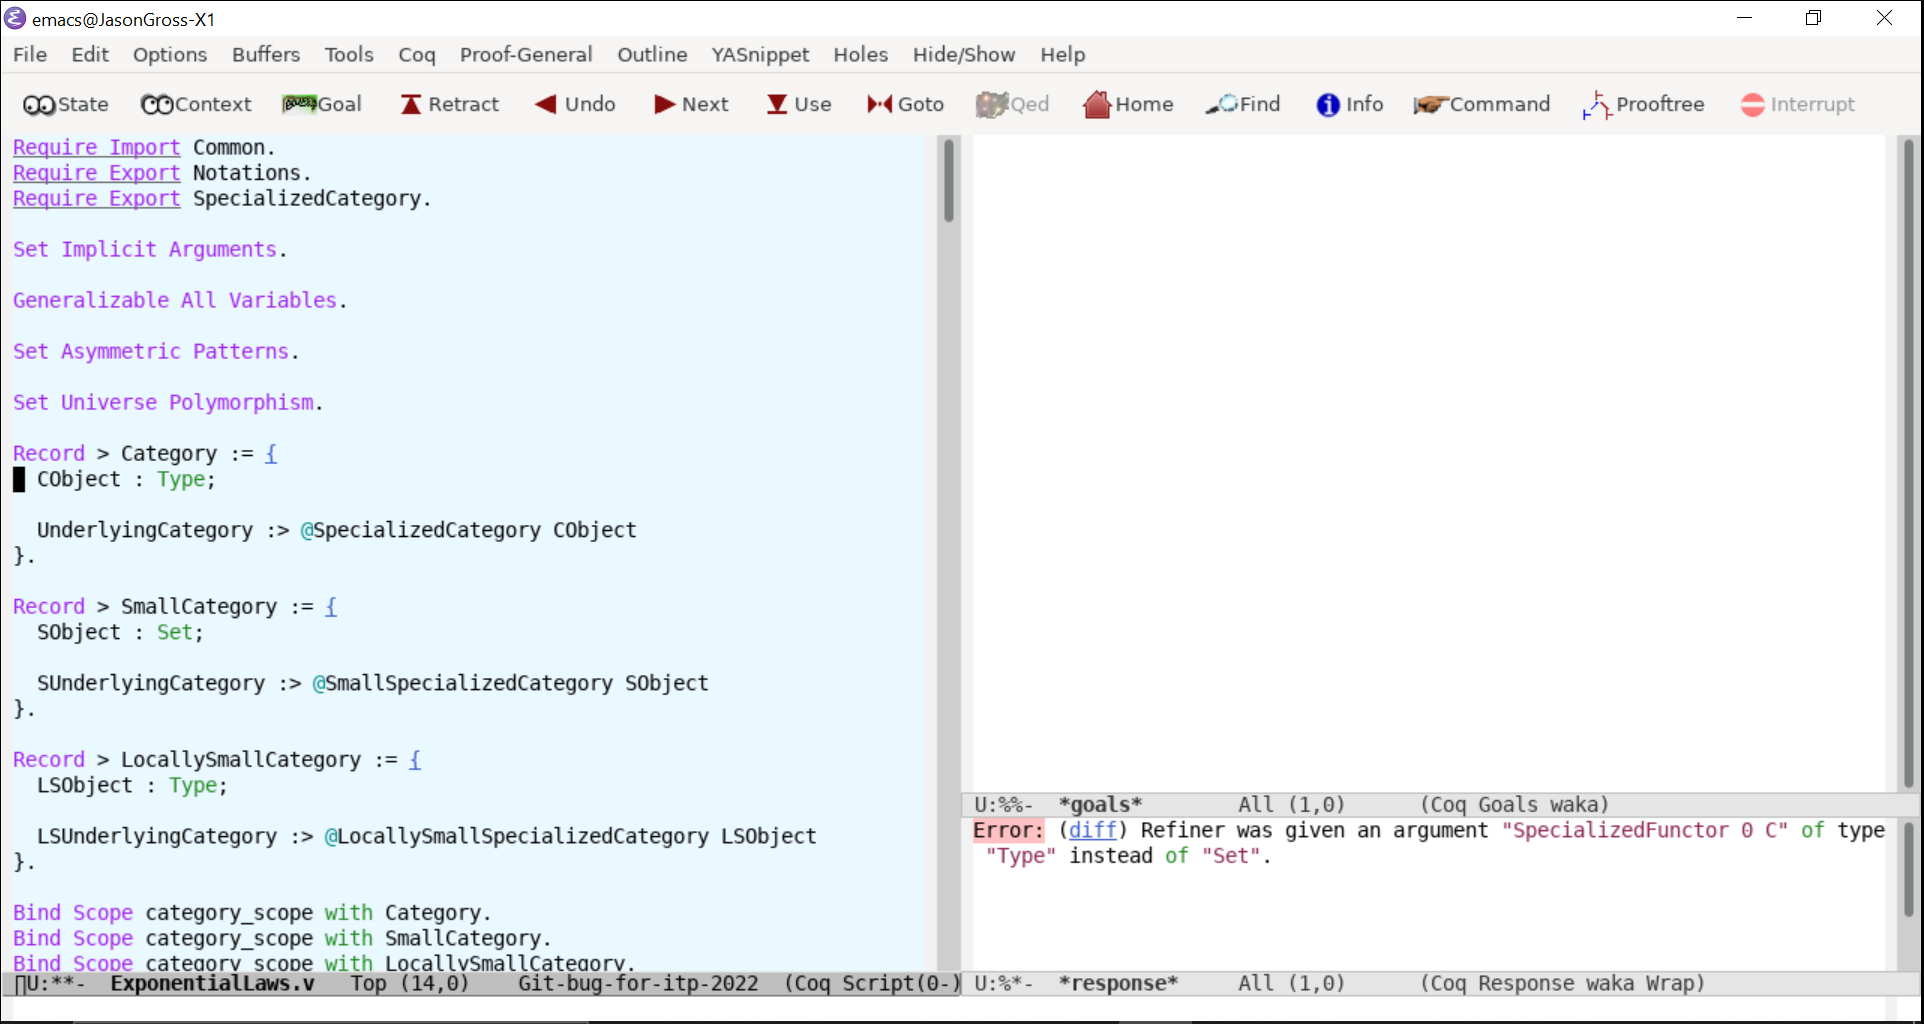 emacs@JasonGross-X1
File Edit Options Buffers Tools Coq Proof-General Outline YASnippet Holes Hide/Show Help
State Context Goal Retract Undo Next Use Goto Qed Home Find Info Command Prooftree Interrupt
Require Import Common.
Require Export Notations.
Require Export SpecializedCategory.
Set Implicit Arguments.
Generalizable All Variables.
Set Asymmetric Patterns.
Set Universe Polymorphism.
Record > Category := {
  CObject : Type;
  UnderlyingCategory :> @SpecializedCategory CObject
}.
Record > SmallCategory := {
  SObject : Set;
  SUnderlyingCategory :> @SmallSpecializedCategory SObject
}.
Record > LocallySmallCategory := {
  LSObject : Type;
  LSUnderlyingCategory :> @LocallySmallSpecializedCategory LSObject
}.
Bind Scope category_scope with Category.
Bind Scope category_scope with SmallCategory.
Bind Scope category_scope with LocallySmallCategory.
U:**-  ExponentialLaws.v   Top (14,0)    Git-bug-for-itp-2022  (Coq Script(0-)
U:%%-  *goals*        All (1,0)      (Coq Goals waka)
Error: (diff) Refiner was given an argument "SpecializedFunctor 0 C" of type
"Type" instead of "Set".
U:%*-  *response*     All (1,0)      (Coq Response waka Wrap)